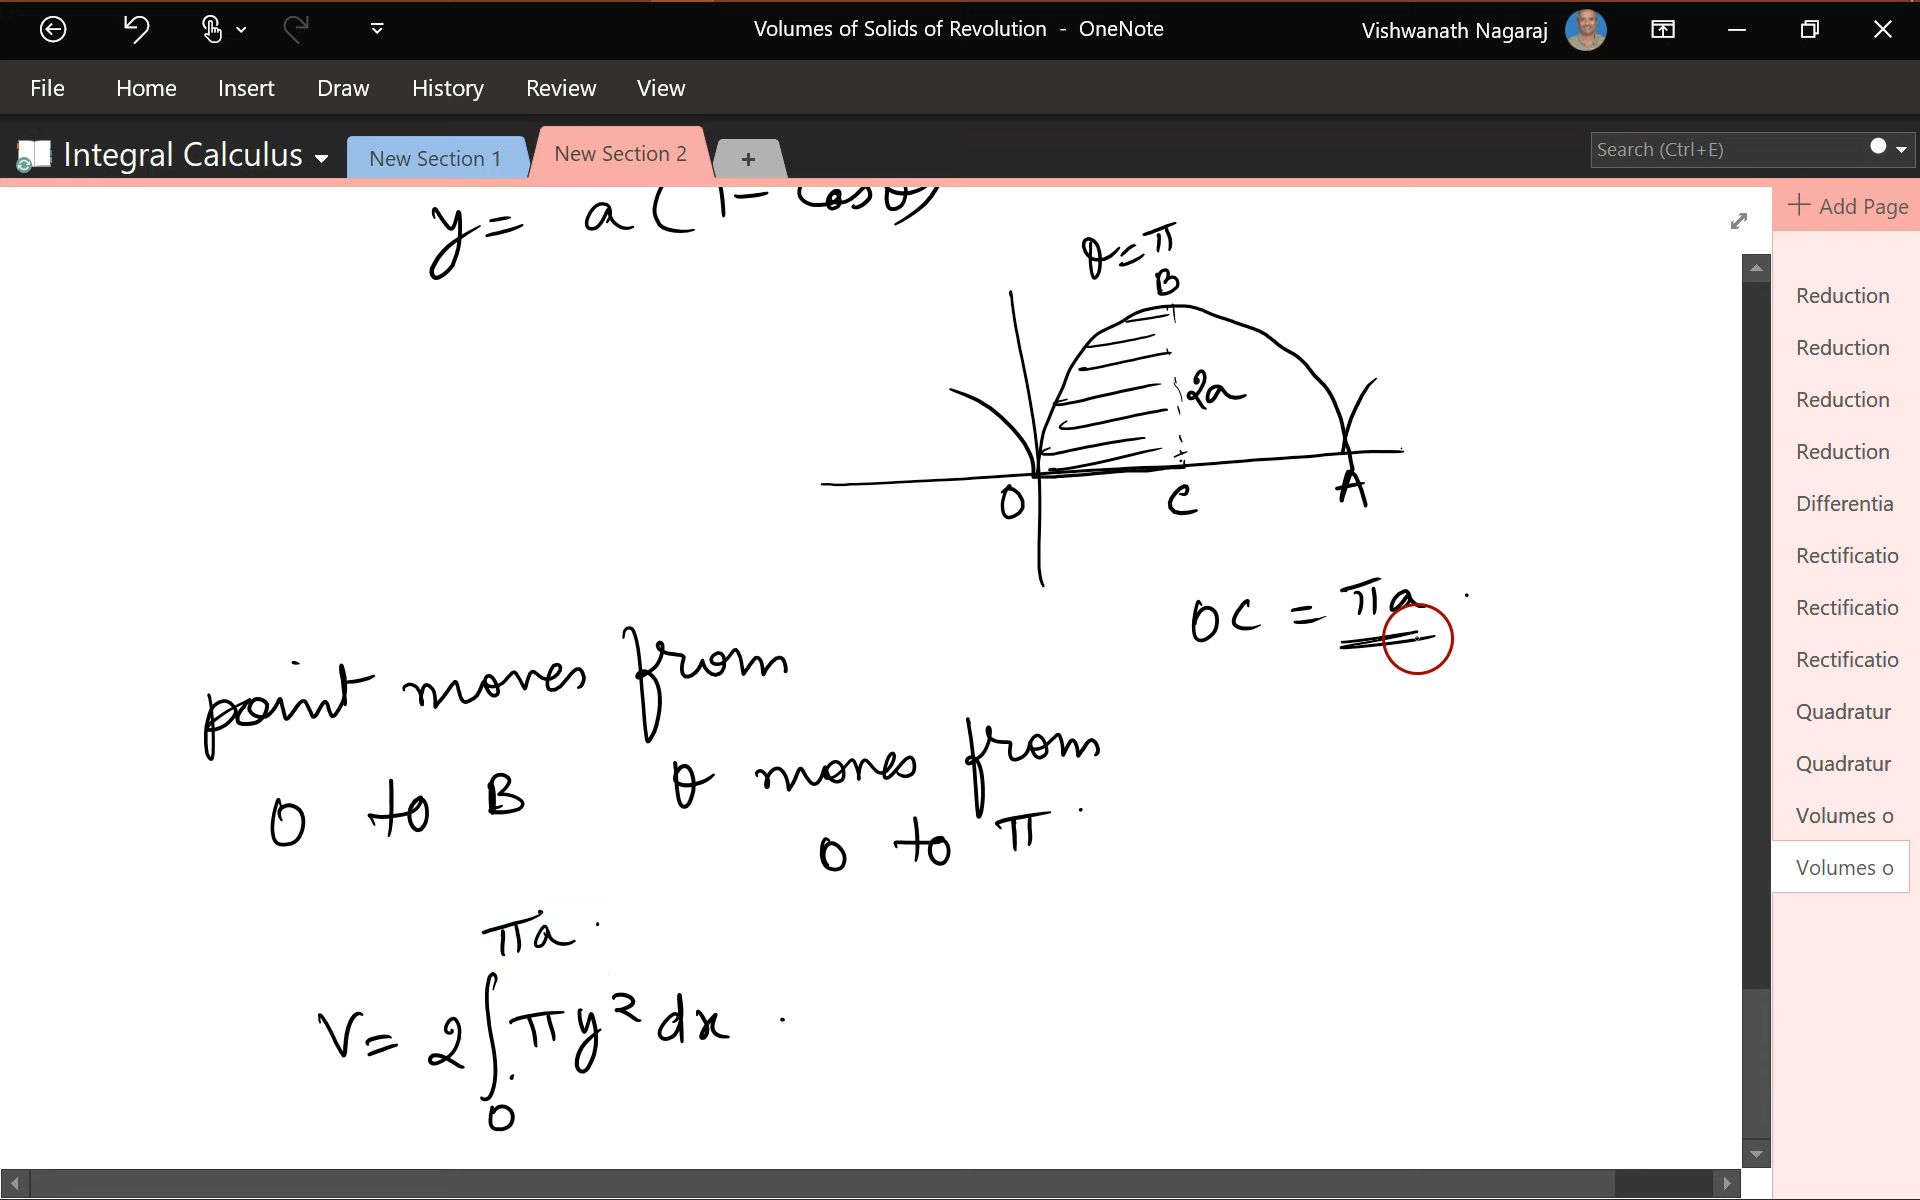 Volumes of Solids of Revolution - OneNote
Vishwanath Nagaraj
File Home Insert Draw History Review View
Integral Calculus
New Section 1
New Section 2
+
Search (Ctrl+E)
+ Add Page
Reduction
Reduction
Reduction
Reduction
Differentia
Rectificatio
Rectificatio
Rectificatio
Quadratur
Quadratur
Volumes o
Volumes o
y = a (1 - cos θ)
θ = π
B
2a
O C A
OC = πa
point moves from
O to B θ moves from
0 to π
πa
V = 2 ∫ πy² dx
0